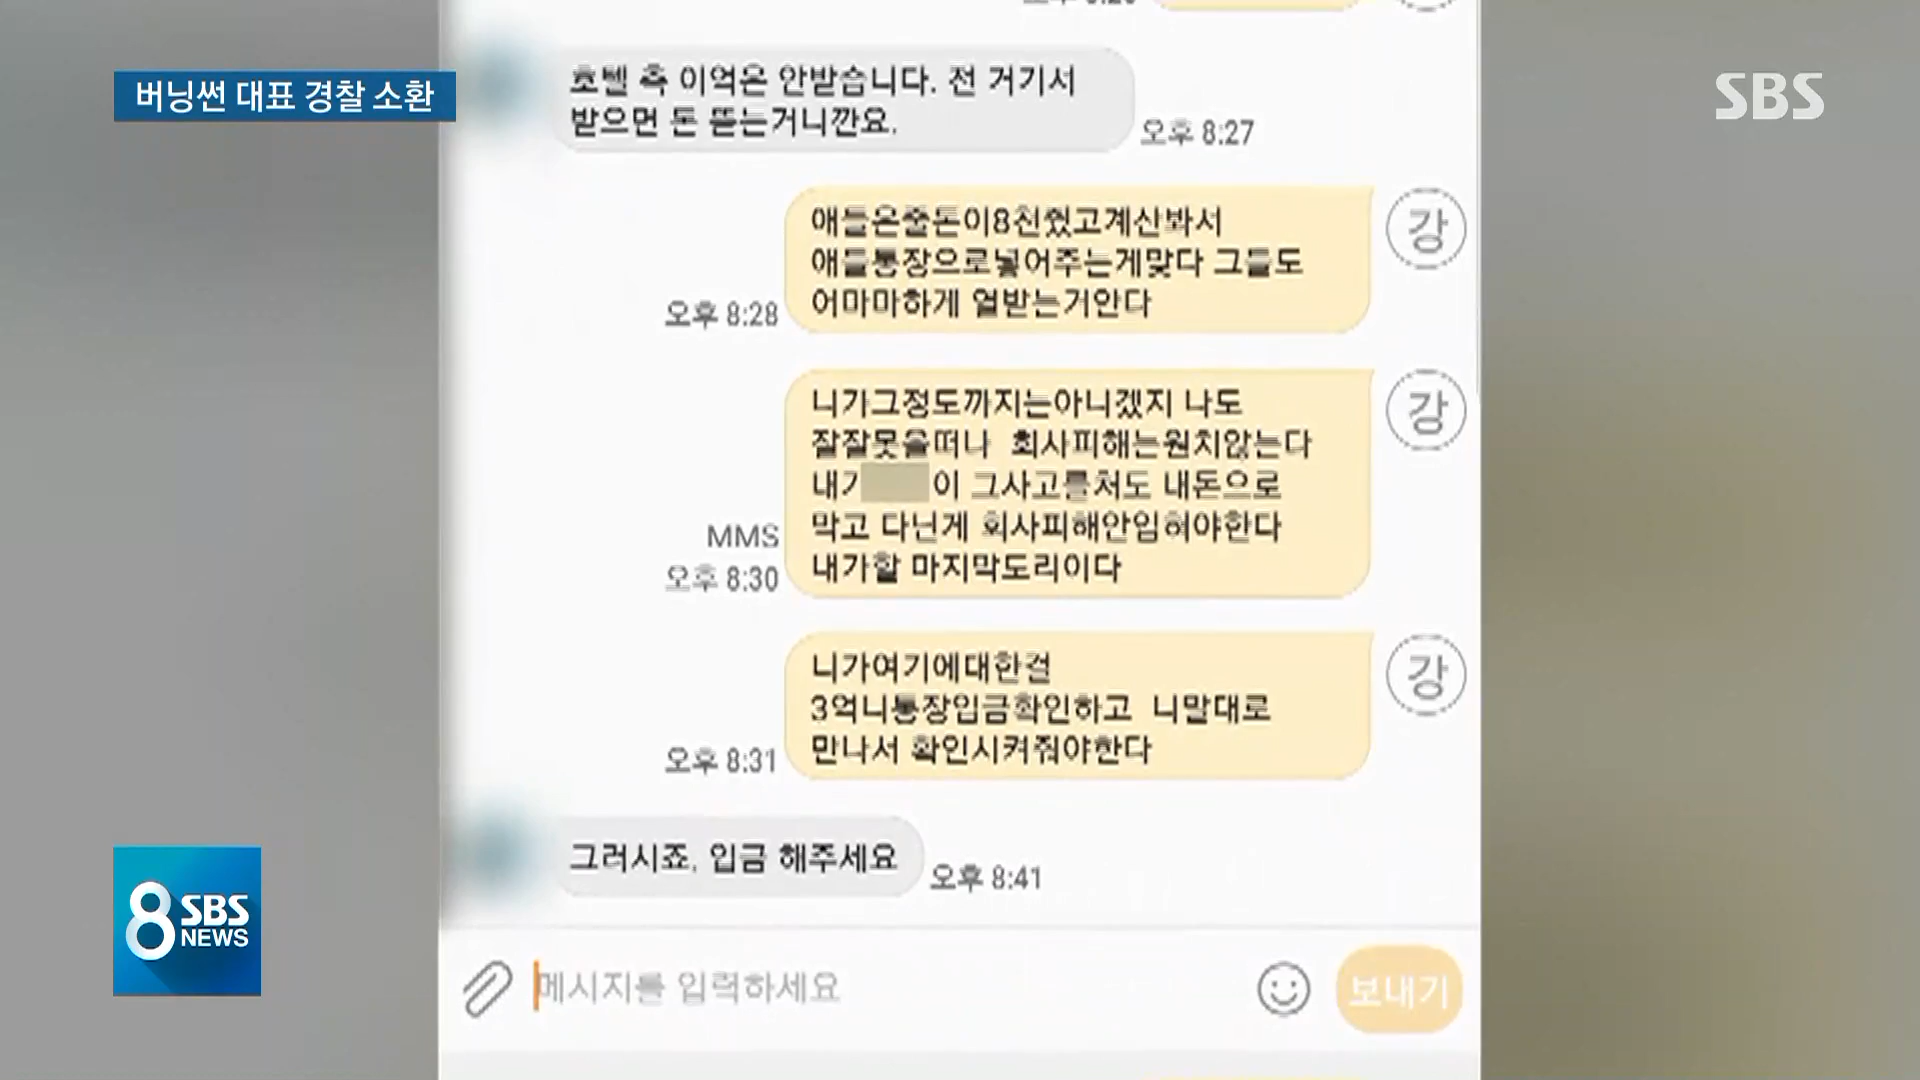 버닝썬 대표 경찰 소환
SBS
호텔 측 이억은 안받습니다. 전 거기서
받으면 돈 뜯는거니깐요.
오후 8:27
애들은줄돈이8천줬고계산봐서
애들통장으로넣어주는게맞다 그들도
어마마하게 열받는거안다
오후 8:28
강
니가그정도까지는아니겠지 나도
잘잘못을떠나 회사피해는원치않는다
내가
이 그사고를쳐도 내돈으로
막고 다닌게 회사피해안입혀야한다
내가할 마지막도리이다
MMS
오후 8:30
강
니가여기에대한걸
3억니통장입금확인하고 니말대로
만나서 확인시켜줘야한다
오후 8:31
강
그러시죠. 입금 해주세요
오후 8:41
메시지를 입력하세요
보내기
8 SBS
NEWS